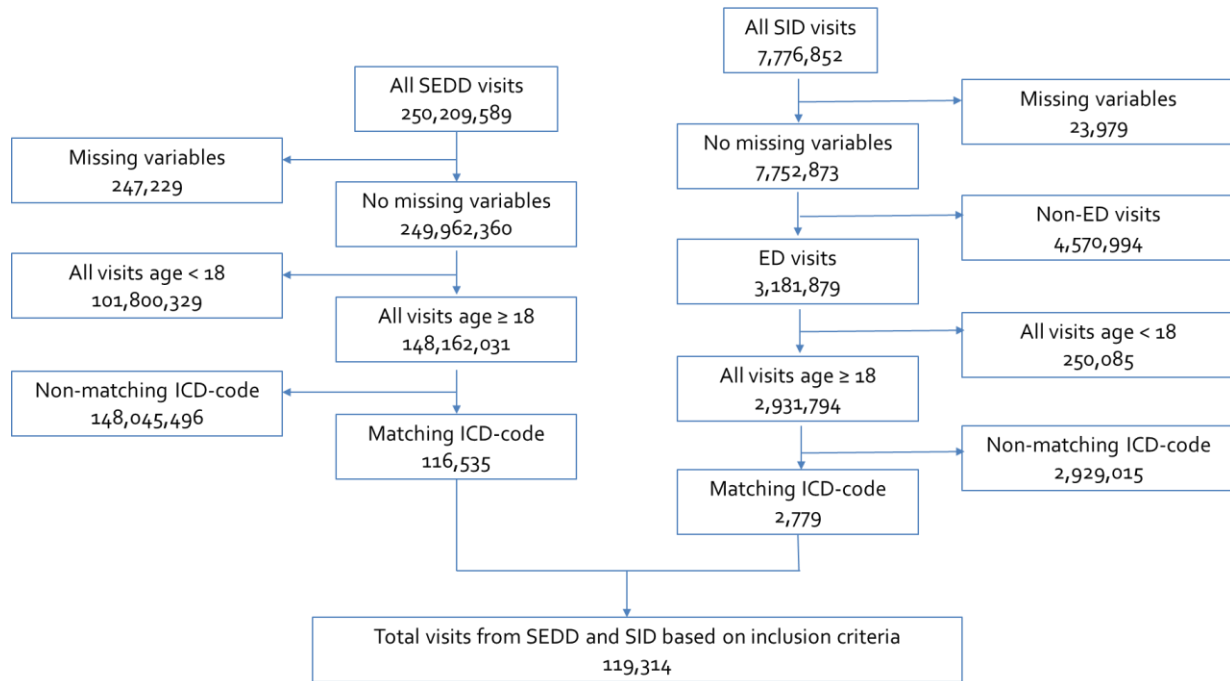 All SID visits
7,776,852
All SEDD visits
250,209,589
Missing variables
23,979
Missing variables
247,229
No missing variables
7,752,873
No missing variables
249,962,360
Non-ED visits
4,570,994
All visits age < 18
101,800,329
ED visits
3,181,879
All visits age ≥ 18
148,162,031
All visits age < 18
250,085
Non-matching ICD-code
148,045,496
All visits age ≥ 18
2,931,794
Matching ICD-code
116,535
Non-matching ICD-code
2,929,015
Matching ICD-code
2,779
Total visits from SEDD and SID based on inclusion criteria
119,314